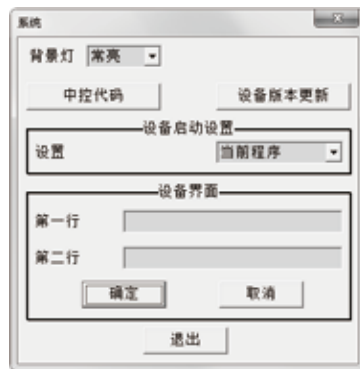 系统
背景灯 常亮
中控代码 设备版本更新
设备启动设置
设置 当前程序
设备界面
第一行
第二行
确定 取消
退出